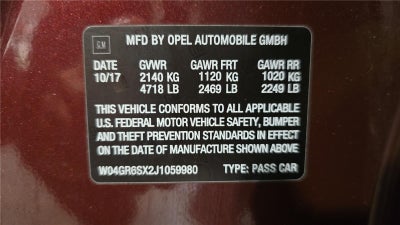 GM
MFD BY OPEL AUTOMOBILE GMBH
DATE GVWR GAWR FRT GAWR RR
10/17 2140 KG 1120 KG 1020 KG
4718 LB 2469 LB 2249 LB
THIS VEHICLE CONFORMS TO ALL APPLICABLE
U.S. FEDERAL MOTOR VEHICLE SAFETY, BUMPER
AND THEFT PREVENTION STANDARDS IN EFFECT
ON THE DATE OF MANUFACTURE SHOWN ABOVE.
W04GR6SX2J1059980 TYPE: PASS CAR